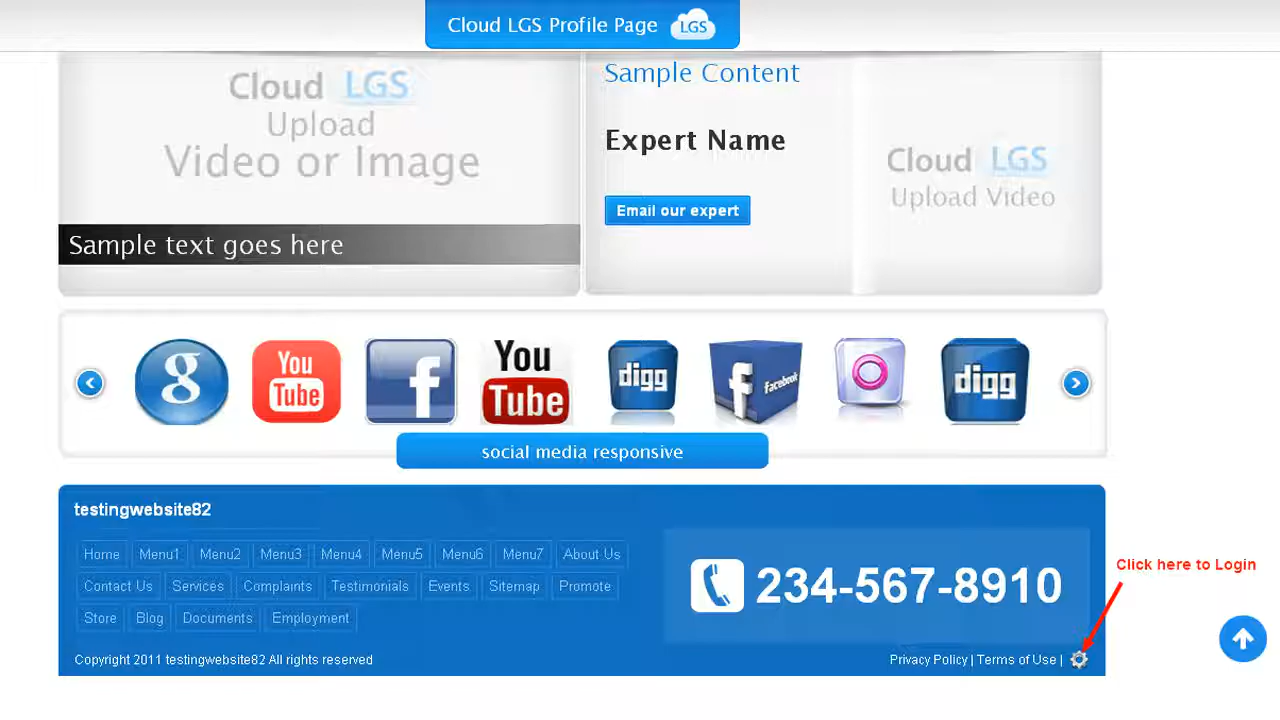 Cloud LGS Profile Page LGS
Cloud LGS
Upload
Video or Image
Sample text goes here
Sample Content
Expert Name
Email our expert
Cloud LGS
Upload Video
g
You Tube
f
You Tube
digg
f facebook
digg
social media responsive
testingwebsite82
Home Menu1 Menu2 Menu3 Menu4 Menu5 Menu6 Menu7 About Us
Contact Us Services Complaints Testimonials Events Sitemap Promote
Store Blog Documents Employment
234-567-8910
Click here to Login
Copyright 2011 testingwebsite82 All rights reserved
Privacy Policy | Terms of Use |